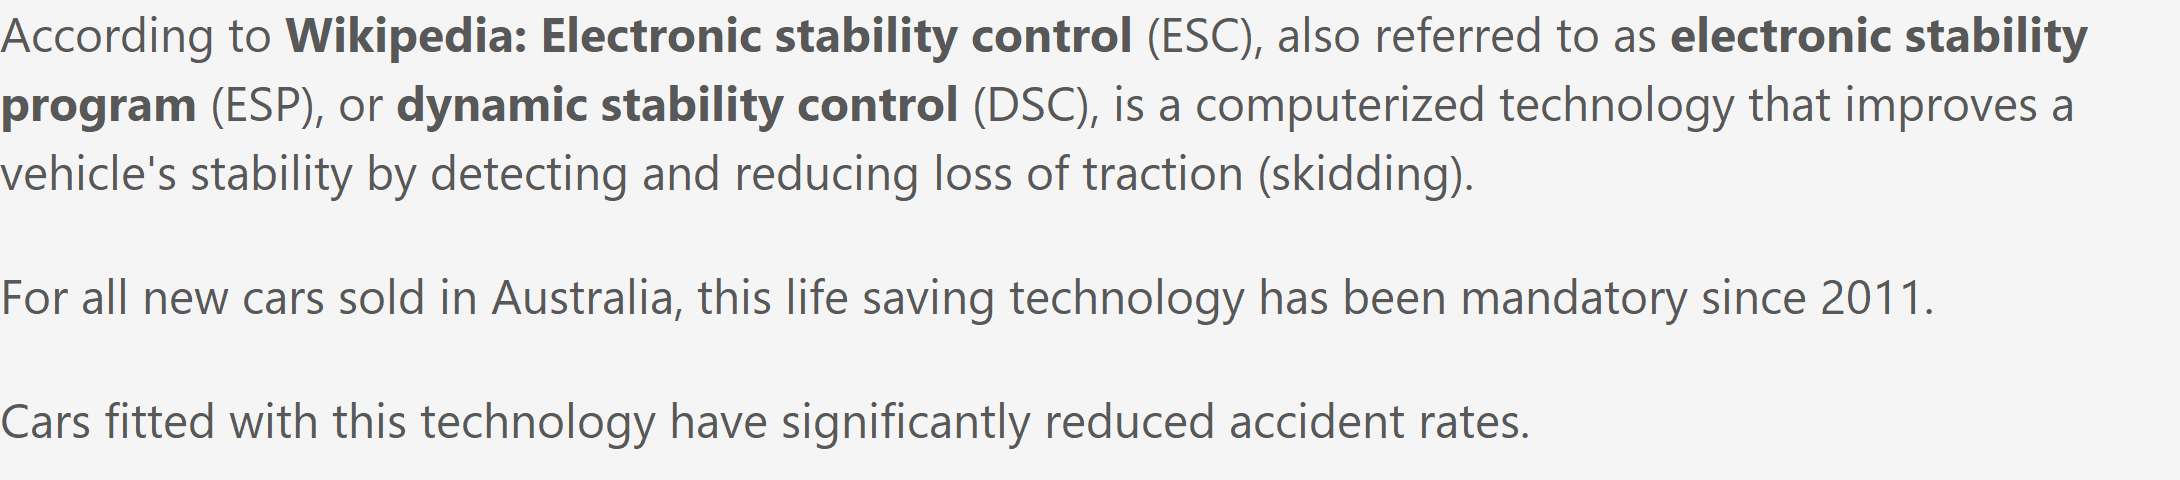 According to Wikipedia: Electronic stability control (ESC), also referred to as electronic stability
program (ESP), or dynamic stability control (DSC), is a computerized technology that improves a
vehicle's stability by detecting and reducing loss of traction (skidding).
For all new cars sold in Australia, this life saving technology has been mandatory since 2011.
Cars fitted with this technology have significantly reduced accident rates.